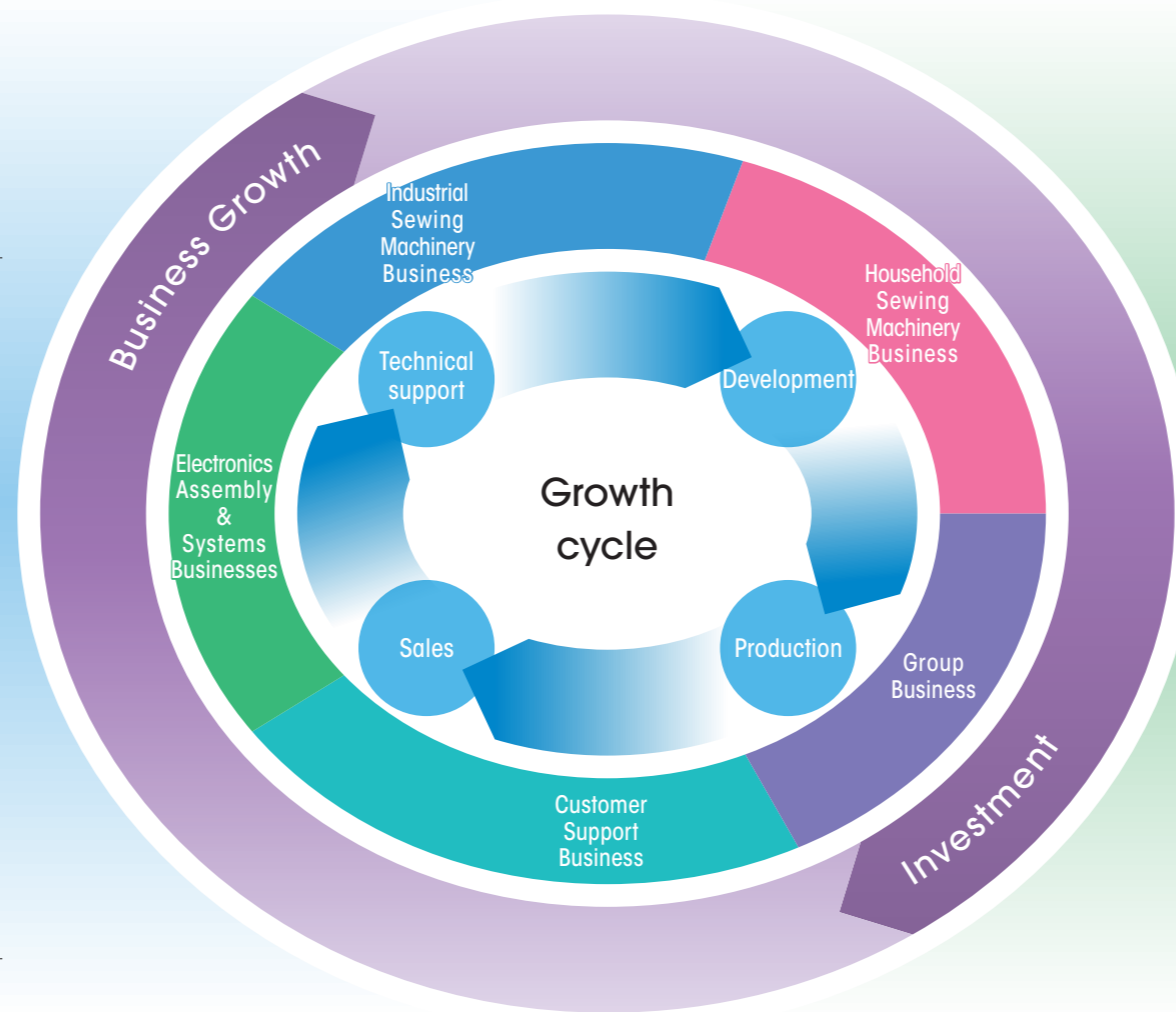 Business Growth
Industrial
Sewing
Machinery
Business
Household
Sewing
Machinery
Business
Technical
support
Development
Electronics
Assembly
&
Systems
Businesses
Growth
cycle
Sales
Production
Group
Business
Customer
Support
Business
Investment